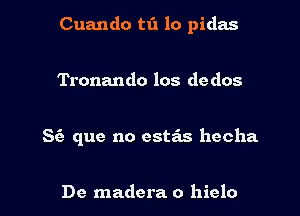 Cuando tú lo pidas
Tronando los dedos
Sé que no estás hecha
De madera o hielo